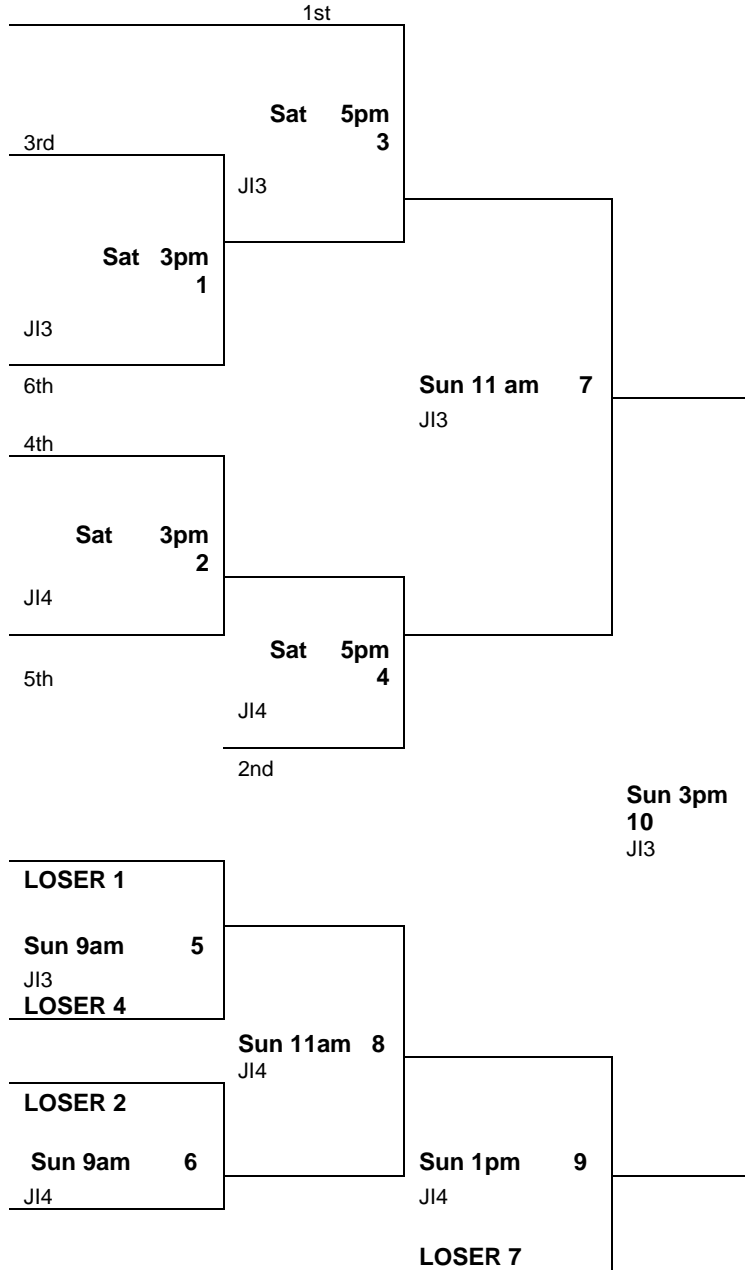 1st
Sat 5pm
3
3rd
JI3
Sat 3pm
1
JI3
6th
Sun 11 am 7
JI3
4th
Sat 3pm
2
JI4
Sat 5pm
4
5th
JI4
2nd
Sun 3pm
10
JI3
LOSER 1
Sun 9am 5
JI3
LOSER 4
Sun 11am 8
JI4
LOSER 2
Sun 9am 6
JI4
Sun 1pm 9
JI4
LOSER 7